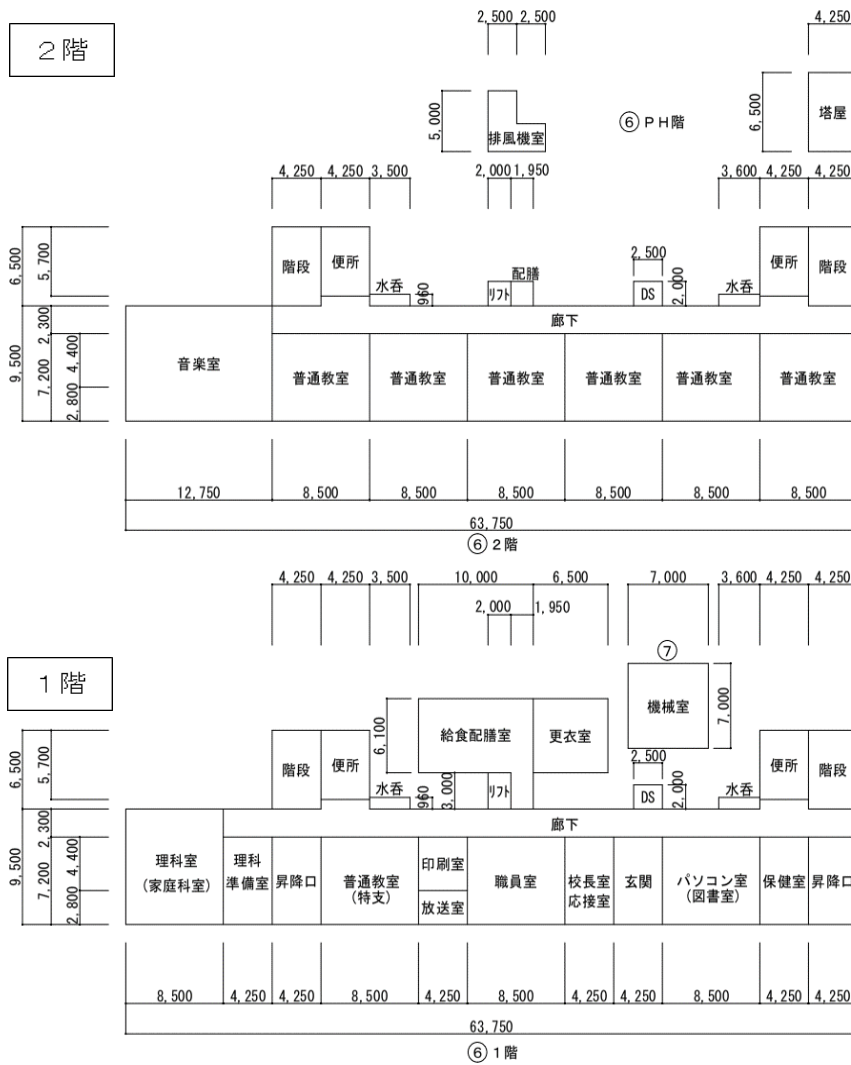 2階
2,500 2,500
4,250
5,000
排風機室
⑥ PH階
6,500
塔屋
4,250 4,250 3,500
2,000 1,950
3,600 4,250 4,250
6,500
5,700
階段
便所
水呑
960
リフト
配膳
2,500
DS
2,000
水呑
便所
階段
9,500
2,300
7,200
4,400
2,800
音楽室
廊下
普通教室 普通教室 普通教室 普通教室 普通教室 普通教室
12,750 8,500 8,500 8,500 8,500 8,500 8,500
63,750
⑥ 2階
4,250 4,250 3,500 10,000 6,500 7,000 3,600 4,250 4,250
2,000 1,950
1階
⑦
機械室
7,000
6,100
給食配膳室
更衣室
6,500
5,700
階段
便所
水呑
960
3,000
リフト
2,500
DS
2,000
水呑
便所
階段
9,500
2,300
7,200
4,400
2,800
廊下
理科室
(家庭科室)
理科
準備室
昇降口
普通教室
(特支)
印刷室
放送室
職員室
校長室
応接室
玄関
パソコン室
(図書室)
保健室
昇降口
8,500 4,250 4,250 8,500 4,250 8,500 4,250 4,250 8,500 4,250 4,250
63,750
⑥ 1階